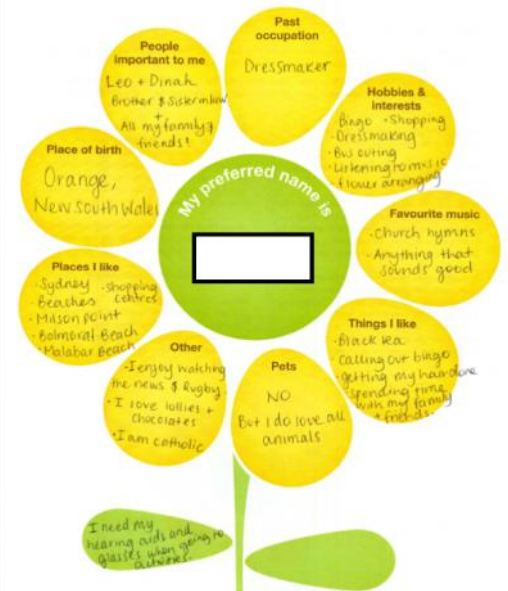 Past
occupation
Dressmaker
People
important to me
Leo + Dinah
Brother & Sister in law
+
All my family &
friends!
Hobbies &
Interests
Bingo • Shopping
• Dressmaking
• Bus outing
• Listening to music
• flower arranging
Place of birth
Orange,
New South Wales
My preferred name is
Favourite music
• Church hymns
• Anything that
sounds good
Places I like
• Sydney • shopping
centres
• Beaches
• Milson point
• Balmoral Beach
• Malabar Beach
Things I like
• Black tea
• Calling out bingo
• getting my hair done
• spending time
with my family
+ friends.
Other
• I enjoy watching
the news & Rugby
• I love lollies +
chocolates
• I am catholic
Pets
NO
But I do love all
animals
I need my
hearing aids and
glasses when going to
activities.